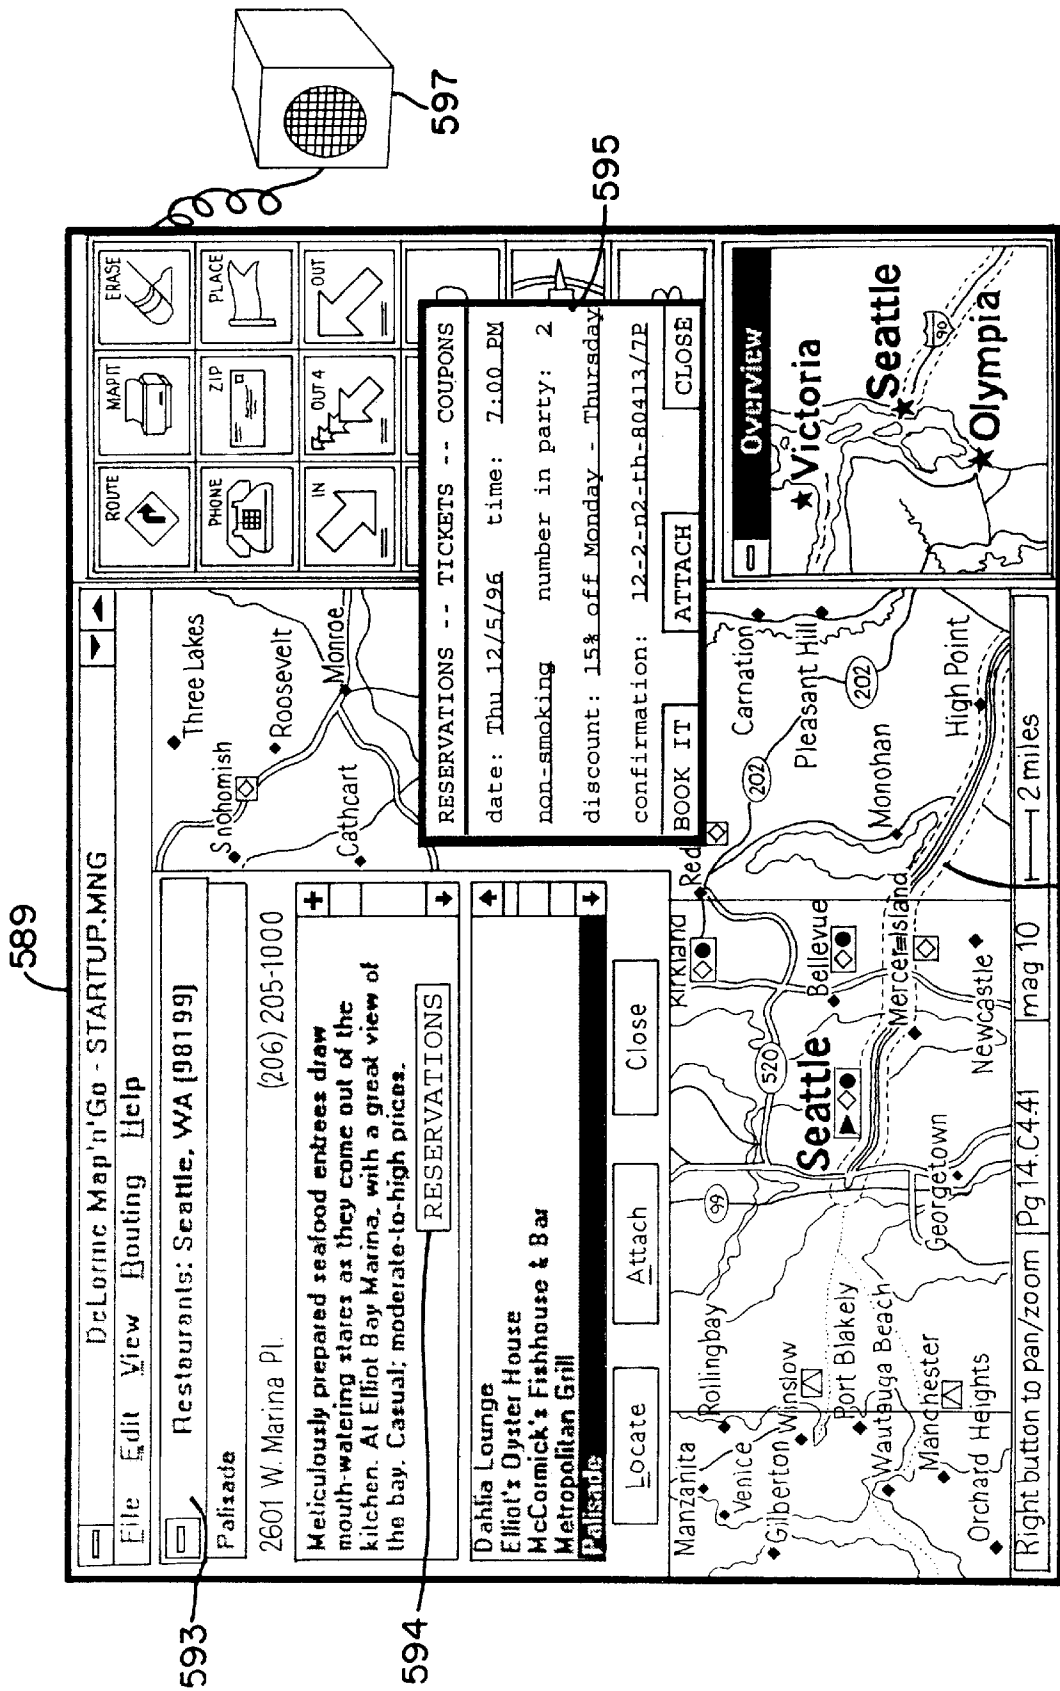 589
DeLorme Map'n'Go - STARTUP.MNG
File Edit View Routing Help
593
Restaurants: Seattle, WA [98199]
Palisade
2601 W. Marina Pl. (206) 205-1000
Meticulously prepared seafood entrees draw
mouth-watering stares as they come out of the
kitchen. At Elliot Bay Marina, with a great view of
the bay. Casual; moderate-to-high prices.
594
RESERVATIONS
Dahlia Lounge
Elliot's Oyster House
McCormick's Fishhouse & Bar
Metropolitan Grill
Palisade
Locate Attach Close
Three Lakes
Snohomish
Roosevelt
Monroe
Cathcart
ROUTE MAP IT ERASE
PHONE ZIP PLACE
IN OUT 4 OUT
597
595
RESERVATIONS -- TICKETS -- COUPONS
date: Thu 12/5/96 time: 7:00 PM
non-smoking number in party: 2
discount: 15% off Monday - Thursday
confirmation: 12-2-n2-th-80413/7P
BOOK IT ATTACH CLOSE
Overview
Victoria
Seattle
90
Olympia
Manzanita
Rollingbay
Venice
Gilberton
Winslow
Port Blakely
Wautauga Beach
Manchester
Orchard Heights
99
520
Seattle
Georgetown
Kirkland
Red
Bellevue
Mercer Island
Newcastle
202
Carnation
Pleasant Hill
202
Monohan
High Point
Right button to pan/zoom Pg 14.C4.41 mag 10 2 miles